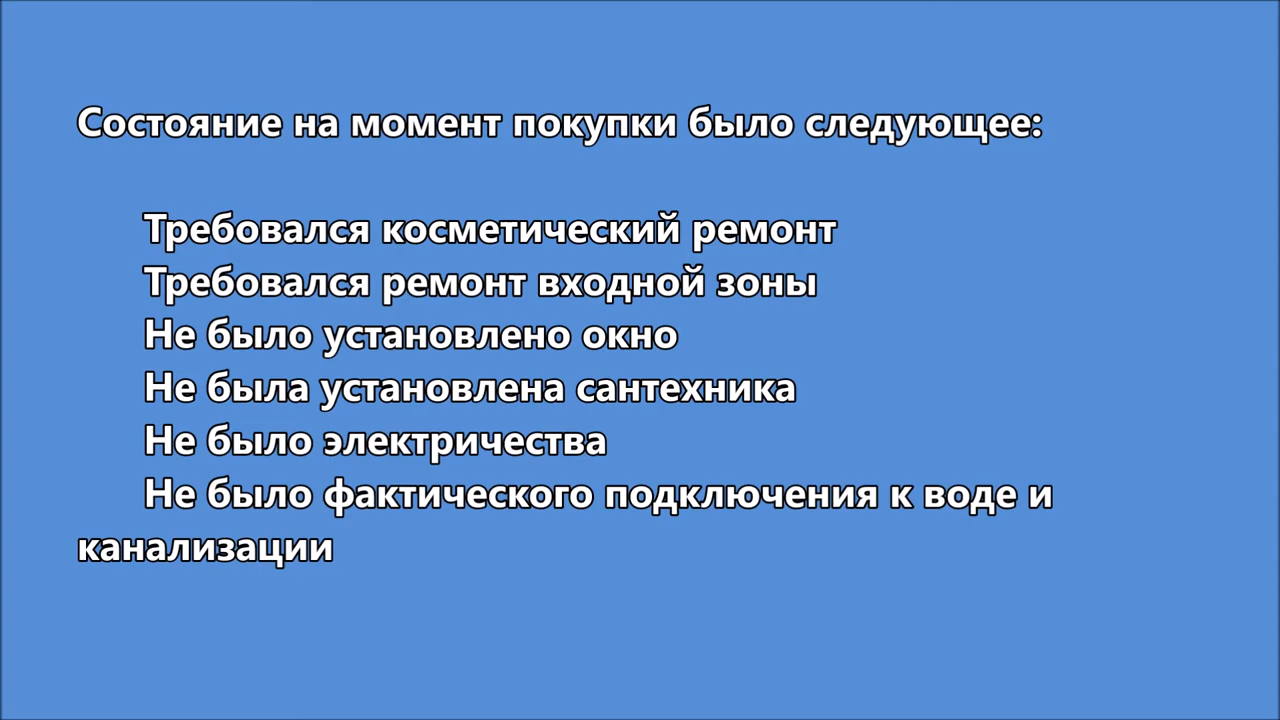 Состояние на момент покупки было следующее:
Требовался косметический ремонт
Требовался ремонт входной зоны
Не было установлено окно
Не была установлена сантехника
Не было электричества
Не было фактического подключения к воде и
канализации